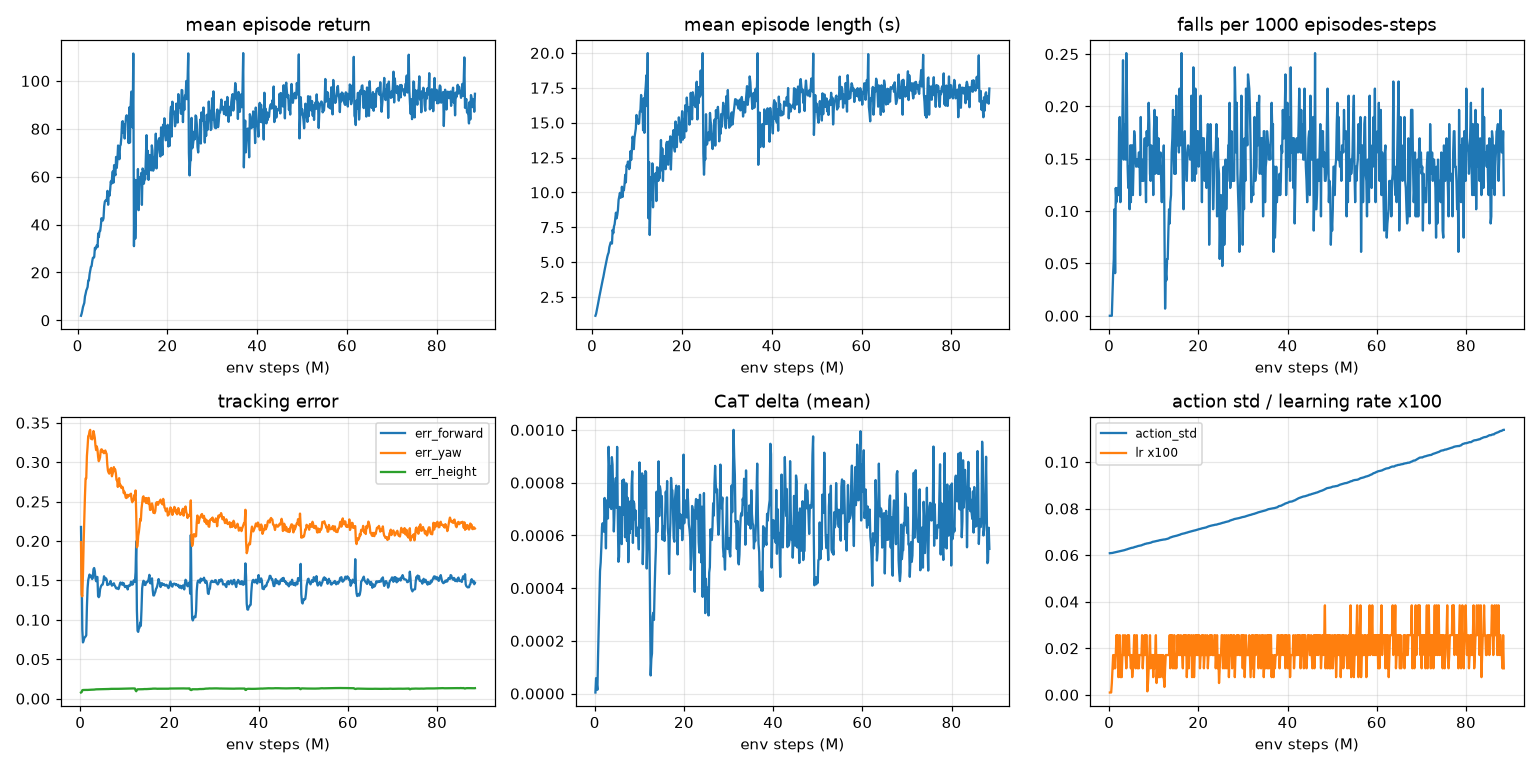 mean episode return
100
80
60
40
20
0
0 20 40 60 80
env steps (M)
mean episode length (s)
20.0
17.5
15.0
12.5
10.0
7.5
5.0
2.5
0 20 40 60 80
env steps (M)
falls per 1000 episodes-steps
0.25
0.20
0.15
0.10
0.05
0.00
0 20 40 60 80
env steps (M)
tracking error
0.35
0.30
0.25
0.20
0.15
0.10
0.05
0.00
err_forward
err_yaw
err_height
0 20 40 60 80
env steps (M)
CaT delta (mean)
0.0010
0.0008
0.0006
0.0004
0.0002
0.0000
0 20 40 60 80
env steps (M)
action std / learning rate x100
0.10
0.08
0.06
0.04
0.02
0.00
action_std
lr x100
0 20 40 60 80
env steps (M)